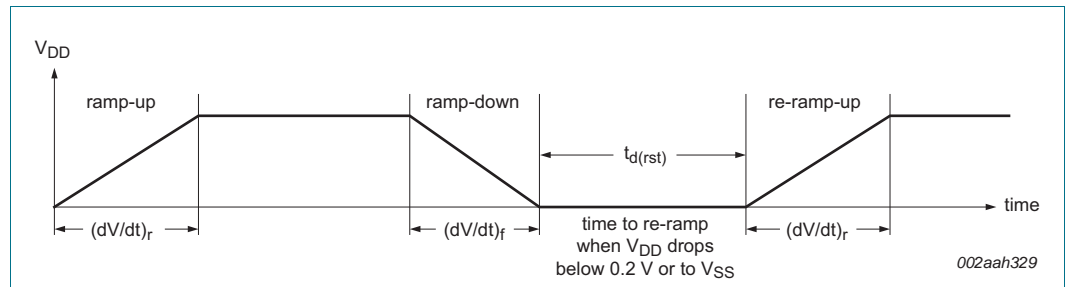 VDD
ramp-up
ramp-down
re-ramp-up
td(rst)
time
(dV/dt)r
(dV/dt)f
time to re-ramp
when VDD drops
below 0.2 V or to VSS
(dV/dt)r
002aah329